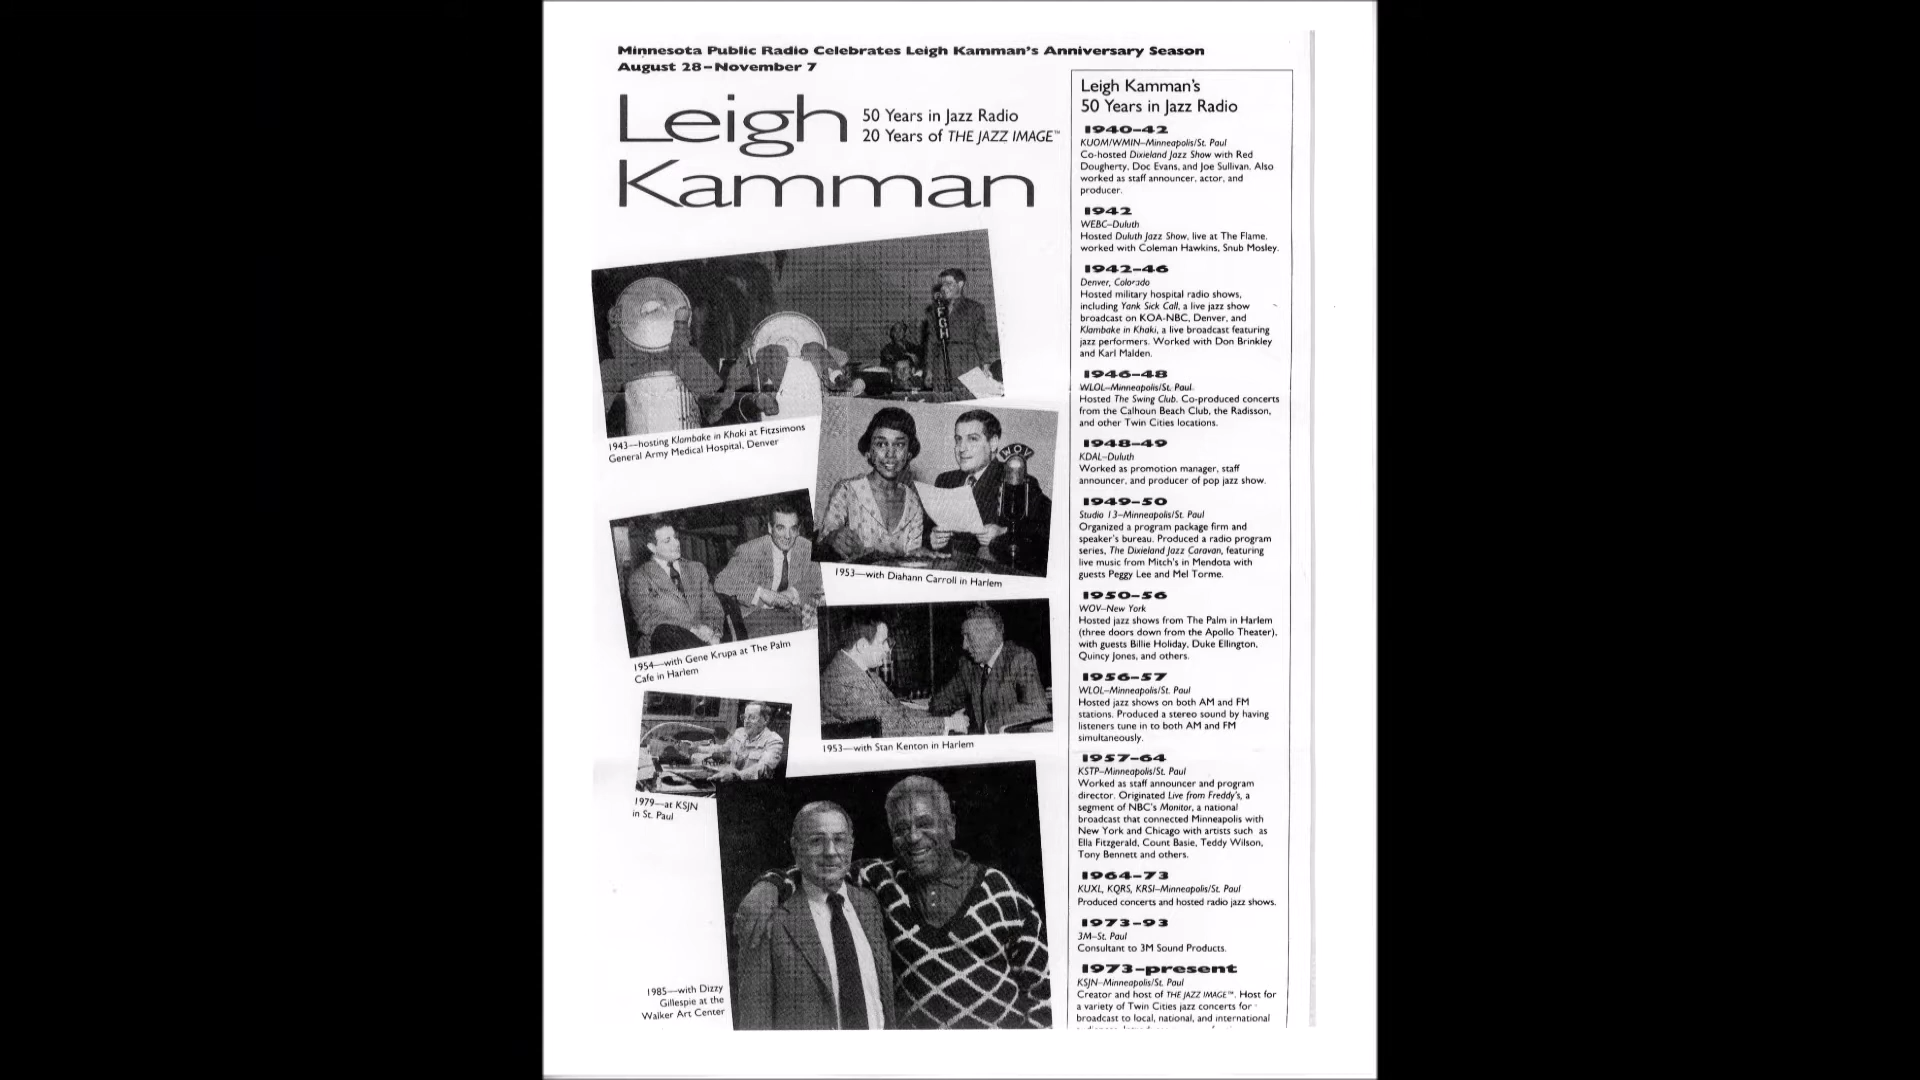 Minnesota Public Radio Celebrates Leigh Kamman's Anniversary Season
August 28–November 7
Leigh
Kamman
50 Years in Jazz Radio
20 Years of THE JAZZ IMAGE™
FGH
1943—hosting Klambake in Khaki at Fitzsimons
General Army Medical Hospital, Denver
WOV
1953—with Diahann Carroll in Harlem
1954—with Gene Krupa at The Palm
Cafe in Harlem
1953—with Stan Kenton in Harlem
1979—at KSJN
in St. Paul
1985—with Dizzy
Gillespie at the
Walker Art Center
Leigh Kamman's
50 Years in Jazz Radio
1940–42
KUOM/WMIN–Minneapolis/St. Paul
Co-hosted Dixieland Jazz Show with Red
Dougherty, Doc Evans, and Joe Sullivan. Also
worked as staff announcer, actor, and
producer.
1942
WEBC–Duluth
Hosted Duluth Jazz Show, live at The Flame,
worked with Coleman Hawkins, Snub Mosley.
1942–46
Denver, Colorado
Hosted military hospital radio shows,
including Yank Sick Call, a live jazz show
broadcast on KOA-NBC, Denver, and
Klambake in Khaki, a live broadcast featuring
jazz performers. Worked with Don Brinkley
and Karl Malden.
1946–48
WLOL–Minneapolis/St. Paul
Hosted The Swing Club. Co-produced concerts
from the Calhoun Beach Club, the Radisson,
and other Twin Cities locations.
1948–49
KDAL–Duluth
Worked as promotion manager, staff
announcer, and producer of pop jazz show.
1949–50
Studio 13–Minneapolis/St. Paul
Organized a program package firm and
speaker's bureau. Produced a radio program
series, The Dixieland Jazz Caravan, featuring
live music from Mitch's in Mendota with
guests Peggy Lee and Mel Torme.
1950–56
WOV–New York
Hosted jazz shows from The Palm in Harlem
(three doors down from the Apollo Theater),
with guests Billie Holiday, Duke Ellington,
Quincy Jones, and others.
1956–57
WLOL–Minneapolis/St. Paul
Hosted jazz shows on both AM and FM
stations. Produced a stereo sound by having
listeners tune in to both AM and FM
simultaneously.
1957–64
KSTP–Minneapolis/St. Paul
Worked as staff announcer and program
director. Originated Live from Freddy's, a
segment of NBC's Monitor, a national
broadcast that connected Minneapolis with
New York and Chicago with artists such as
Ella Fitzgerald, Count Basie, Teddy Wilson,
Tony Bennett and others.
1964–73
KUXL, KQRS, KRSI–Minneapolis/St. Paul
Produced concerts and hosted radio jazz shows.
1973–93
3M–St. Paul
Consultant to 3M Sound Products.
1973–present
KSJN–Minneapolis/St. Paul
Creator and host of THE JAZZ IMAGE™. Host for
a variety of Twin Cities jazz concerts for
broadcast to local, national, and international